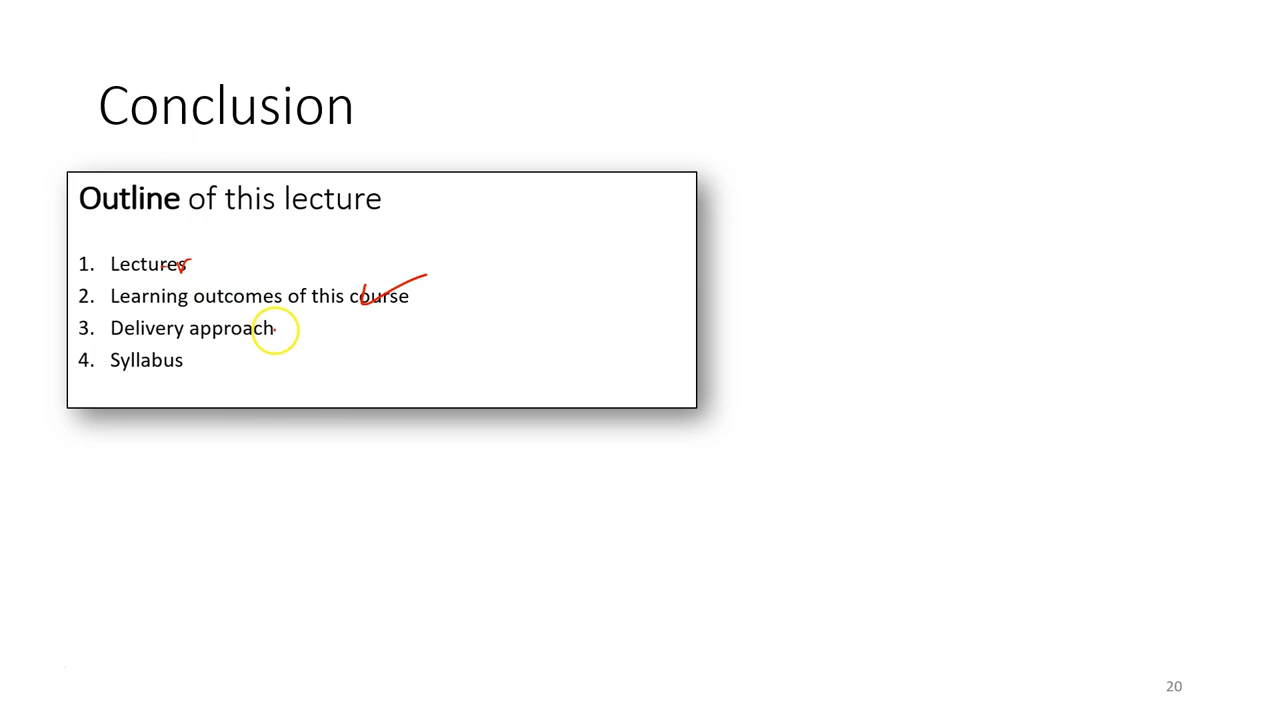 Conclusion
Outline of this lecture
1. Lectures
2. Learning outcomes of this course
3. Delivery approach
4. Syllabus
20